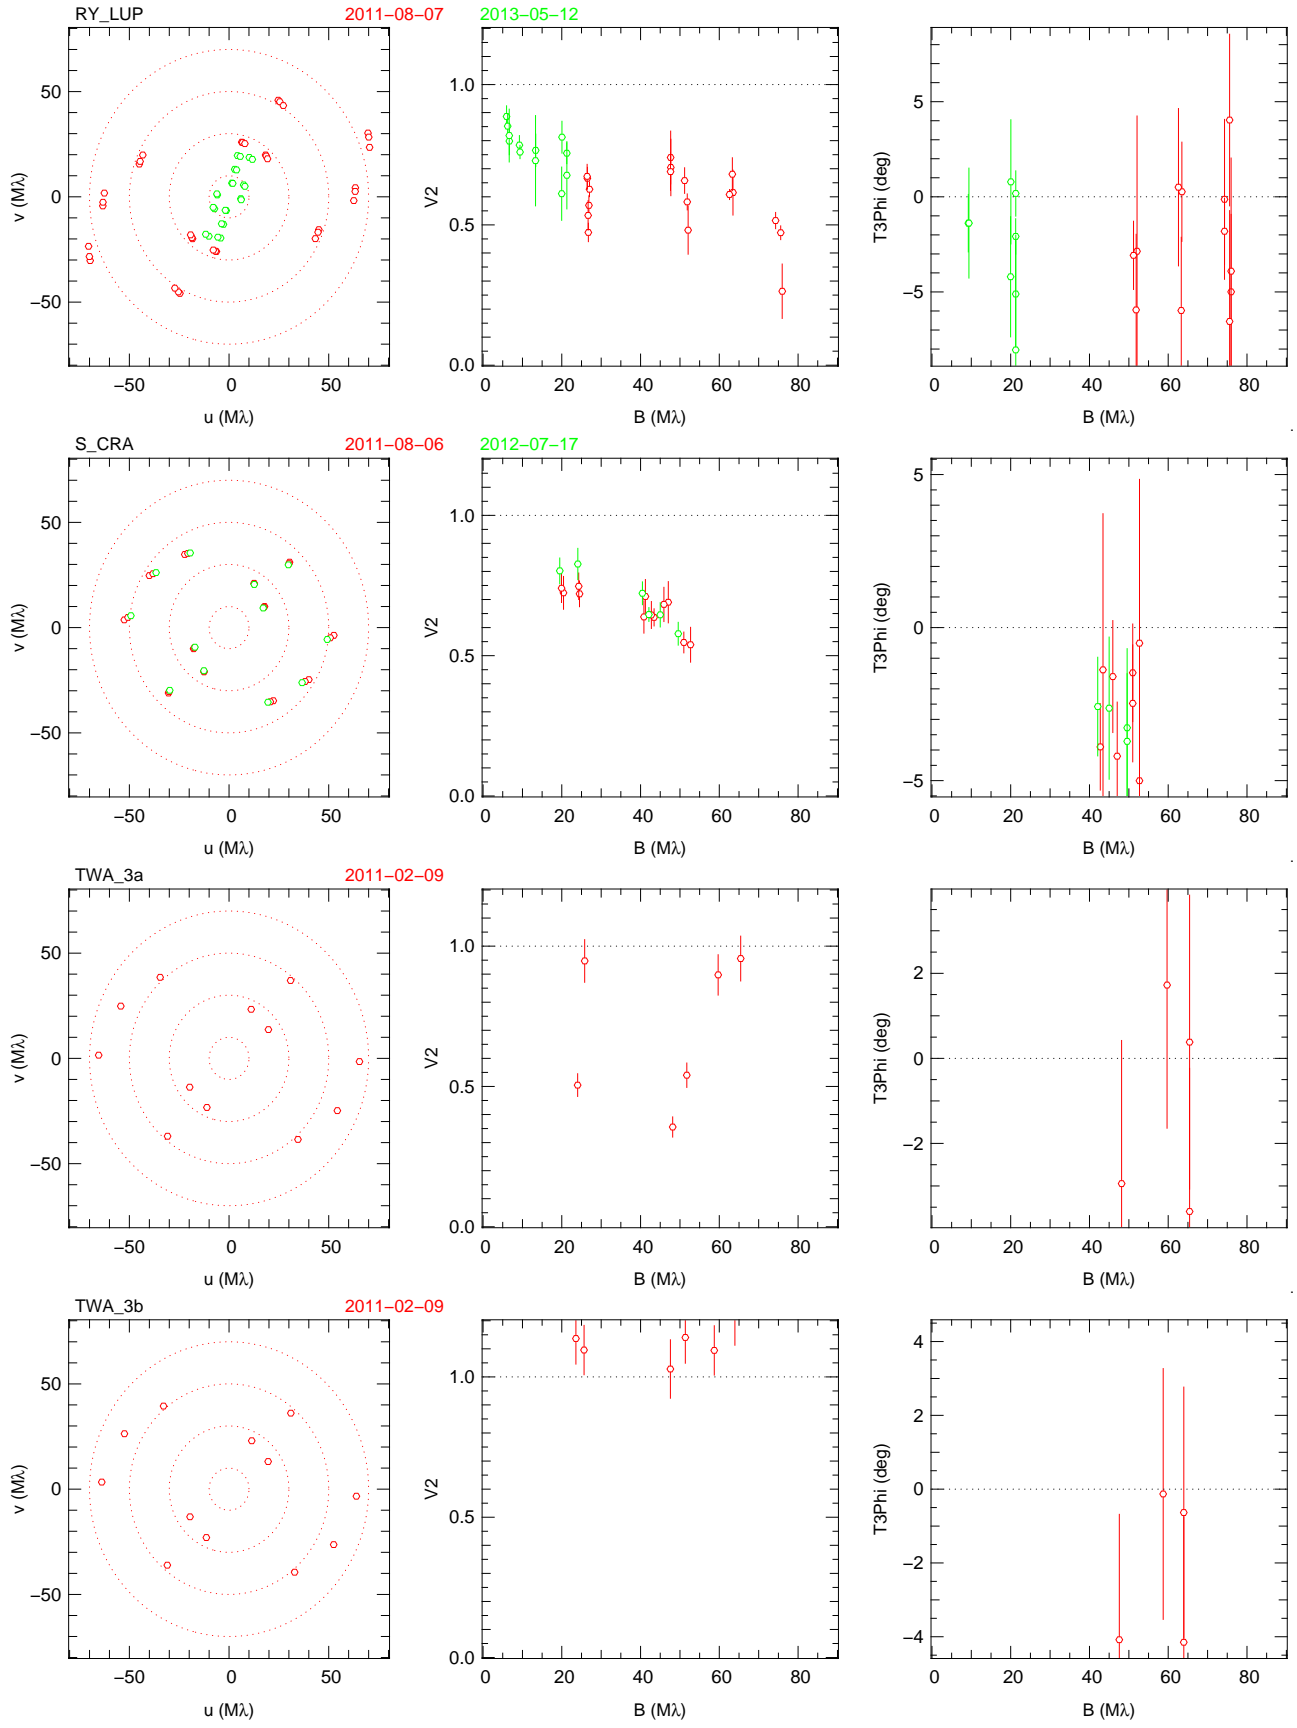 RY_LUP 2011−08−07 2013−05−12
50
0
−50
v (Mλ)
−50 0 50
u (Mλ)
1.0
0.5
0.0
V2
0 20 40 60 80
B (Mλ)
5
0
−5
T3Phi (deg)
0 20 40 60 80
B (Mλ)
S_CRA 2011−08−06 2012−07−17
50
0
−50
v (Mλ)
−50 0 50
u (Mλ)
1.0
0.5
0.0
V2
0 20 40 60 80
B (Mλ)
5
0
−5
T3Phi (deg)
0 20 40 60 80
B (Mλ)
TWA_3a 2011−02−09
50
0
−50
v (Mλ)
−50 0 50
u (Mλ)
1.0
0.5
0.0
V2
0 20 40 60 80
B (Mλ)
2
0
−2
T3Phi (deg)
0 20 40 60 80
B (Mλ)
TWA_3b 2011−02−09
50
0
−50
v (Mλ)
−50 0 50
u (Mλ)
1.0
0.5
0.0
V2
0 20 40 60 80
B (Mλ)
4
2
0
−2
−4
T3Phi (deg)
0 20 40 60 80
B (Mλ)